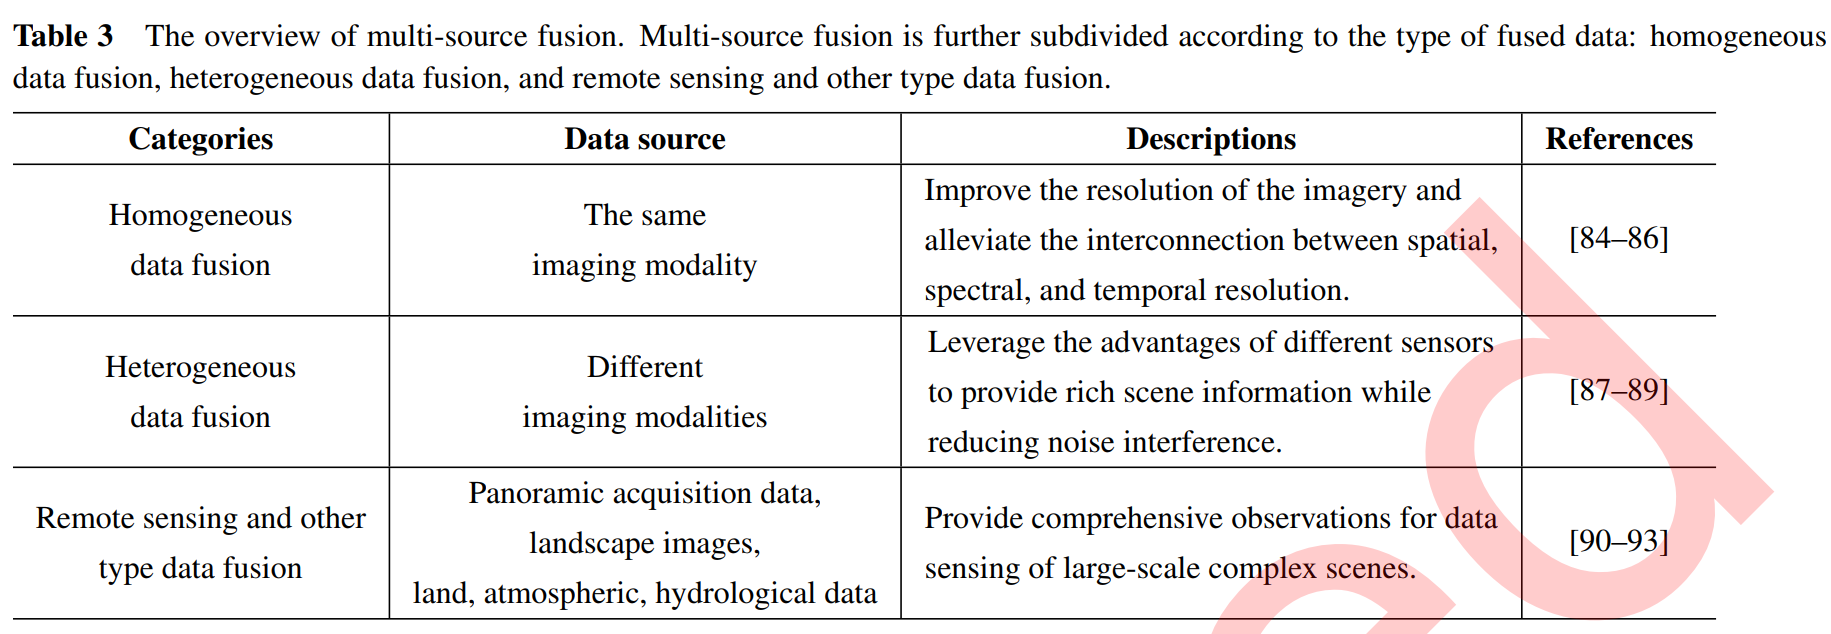 Table 3 The overview of multi-source fusion. Multi-source fusion is further subdivided according to the type of fused data: homogeneous
data fusion, heterogeneous data fusion, and remote sensing and other type data fusion.
Categories Data source Descriptions References
Homogeneous
data fusion
The same
imaging modality
Improve the resolution of the imagery and
alleviate the interconnection between spatial,
spectral, and temporal resolution.
[84–86]
Heterogeneous
data fusion
Different
imaging modalities
Leverage the advantages of different sensors
to provide rich scene information while
reducing noise interference.
[87–89]
Remote sensing and other
type data fusion
Panoramic acquisition data,
landscape images,
land, atmospheric, hydrological data
Provide comprehensive observations for data
sensing of large-scale complex scenes.
[90–93]
ed